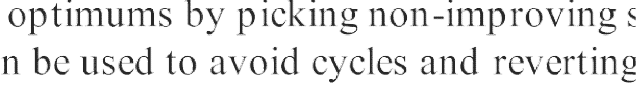 optimums by picking non-improving s
n be used to avoid cycles and reverting